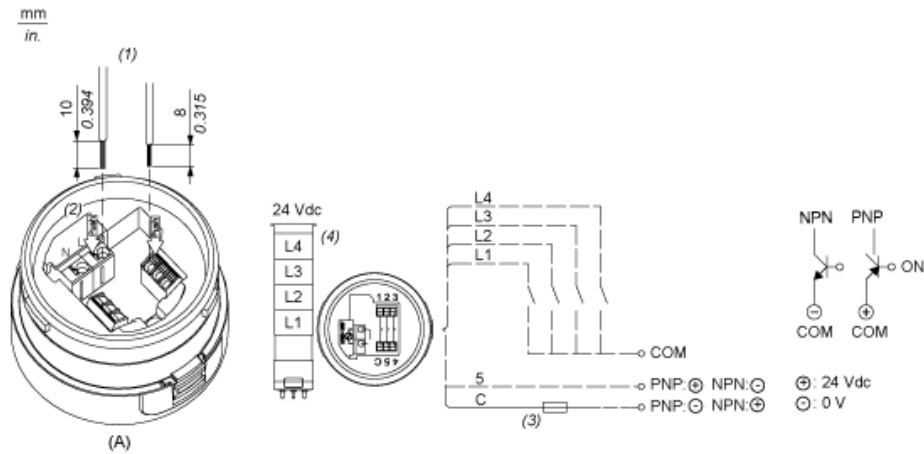 mm
in.
(1)
10
0.394
8
0.315
(2)
N
L
(A)
24 Vdc
(4)
L4
L3
L2
L1
1 2 3
4 5 C
L4
L3
L2
L1
COM
5
PNP:⊕ NPN:⊖
C
PNP:⊖ NPN:⊕
(3)
⊕: 24 Vdc
⊖: 0 V
NPN PNP
ON
⊖ ⊕
COM COM